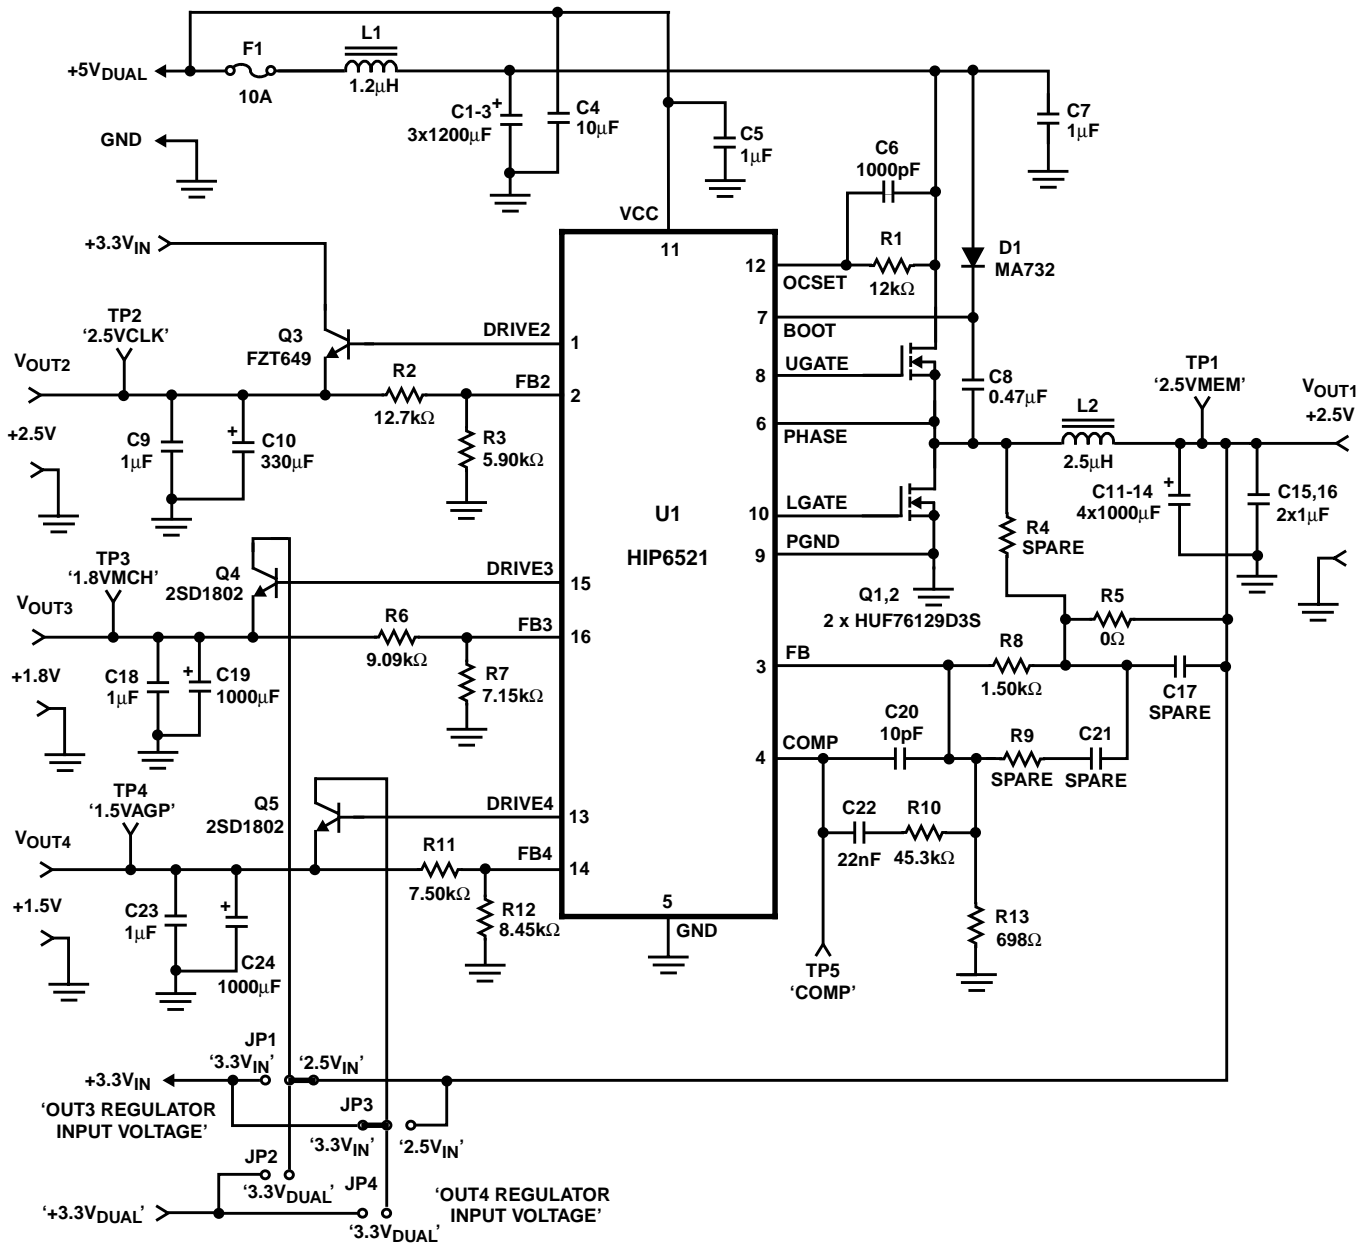 F1
L1
+5VDUAL
10A
1.2μH
C1-3
+
3x1200μF
C4
10μF
C5
1μF
C7
1μF
GND
C6
1000pF
VCC
+3.3VIN
11
R1
12
OCSET
12kΩ
D1
MA732
7
BOOT
TP2
'2.5VCLK'
Q3
FZT649
DRIVE2
1
VOUT2
R2
FB2
2
12.7kΩ
UGATE
8
C8
0.47μF
TP1
'2.5VMEM'
VOUT1
+2.5V
L2
2.5μH
+2.5V
C9
1μF
+
C10
330μF
R3
5.90kΩ
6
PHASE
U1
HIP6521
LGATE
10
PGND
9
R4
SPARE
+
C11-14
4x1000μF
C15,16
2x1μF
TP3
'1.8VMCH'
Q4
2SD1802
DRIVE3
15
Q1,2
2 x HUF76129D3S
R5
0Ω
VOUT3
R6
FB3
16
9.09kΩ
FB
3
R8
1.50kΩ
C17
SPARE
+1.8V
C18
1μF
+
C19
1000μF
R7
7.15kΩ
C20
10pF
COMP
4
R9
SPARE
C21
SPARE
TP4
'1.5VAGP'
Q5
2SD1802
DRIVE4
13
C22
22nF
R10
45.3kΩ
VOUT4
R11
FB4
14
7.50kΩ
+1.5V
C23
1μF
+
C24
1000μF
R12
8.45kΩ
5
GND
R13
698Ω
TP5
'COMP'
JP1
'3.3VIN'
'2.5VIN'
+3.3VIN
'OUT3 REGULATOR
INPUT VOLTAGE'
JP3
'3.3VIN'
'2.5VIN'
JP2
'3.3VDUAL'
JP4
'+3.3VDUAL'
'3.3VDUAL'
'OUT4 REGULATOR
INPUT VOLTAGE'